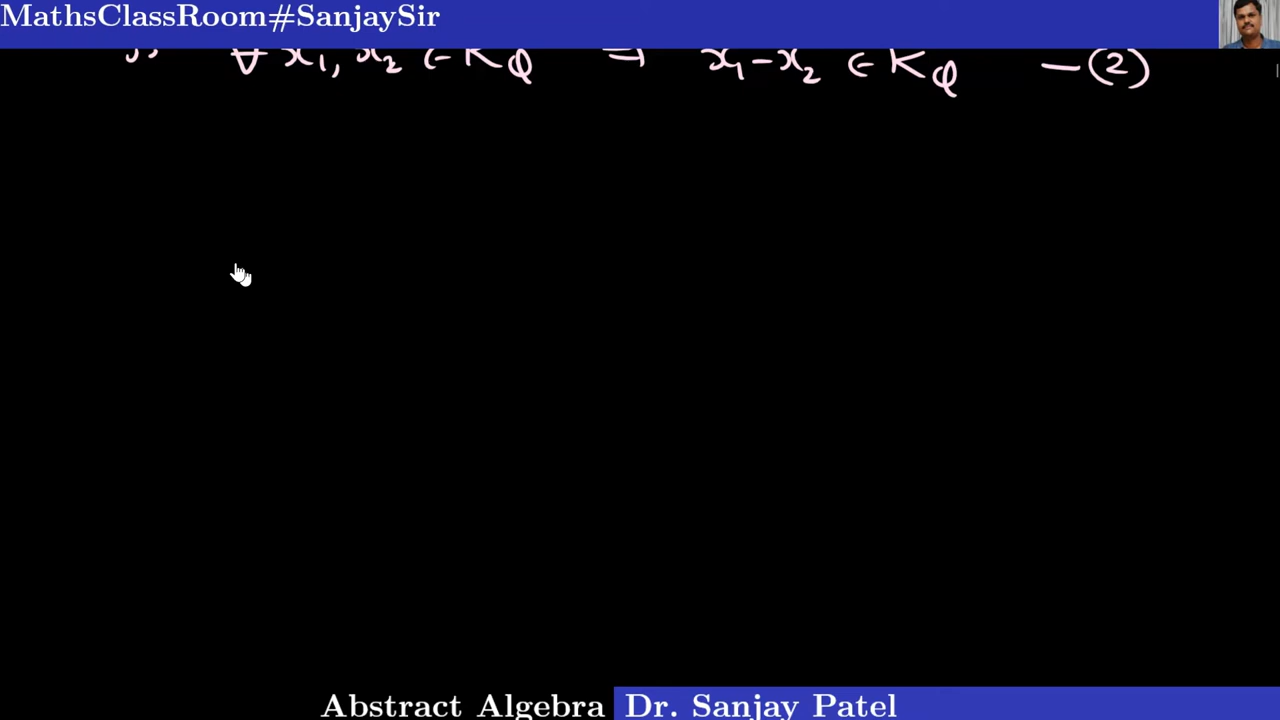 MathsClassRoom#SanjaySir
∴ ∀ x₁, x₂ ∈ K_φ ⇒ x₁-x₂ ∈ K_φ —(2)
Abstract Algebra Dr. Sanjay Patel